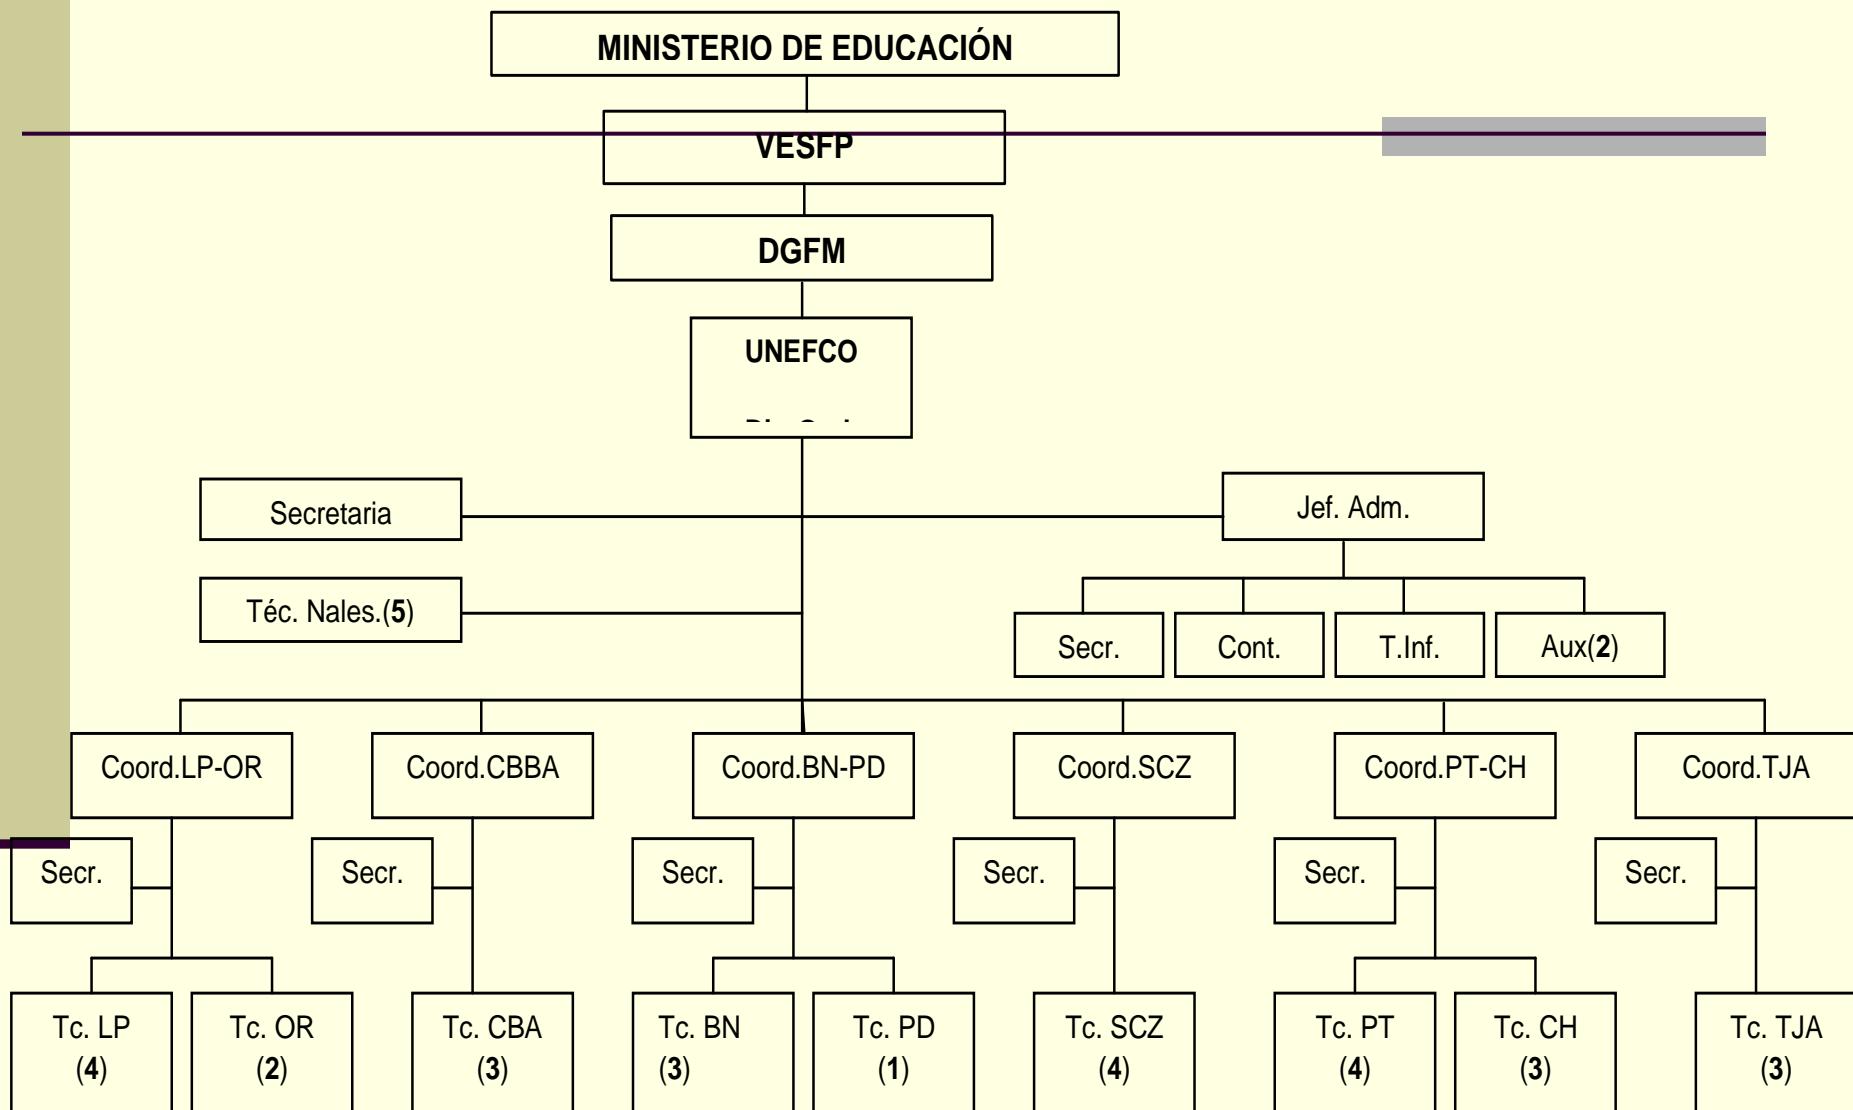 MINISTERIO DE EDUCACIÓN
VESFP
DGFM
UNEFCO
Secretaria
Jef. Adm.
Téc. Nales.(5)
Secr.
Cont.
T.Inf.
Aux(2)
Coord.LP-OR
Coord.CBBA
Coord.BN-PD
Coord.SCZ
Coord.PT-CH
Coord.TJA
Secr.
Secr.
Secr.
Secr.
Secr.
Secr.
Tc. LP
(4)
Tc. OR
(2)
Tc. CBA
(3)
Tc. BN
(3)
Tc. PD
(1)
Tc. SCZ
(4)
Tc. PT
(4)
Tc. CH
(3)
Tc. TJA
(3)